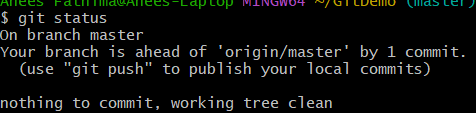 Anees Fathima@Anees-Laptop MINGW64 ~/GitDemo (master)
$ git status
On branch master
Your branch is ahead of 'origin/master' by 1 commit.
  (use "git push" to publish your local commits)

nothing to commit, working tree clean